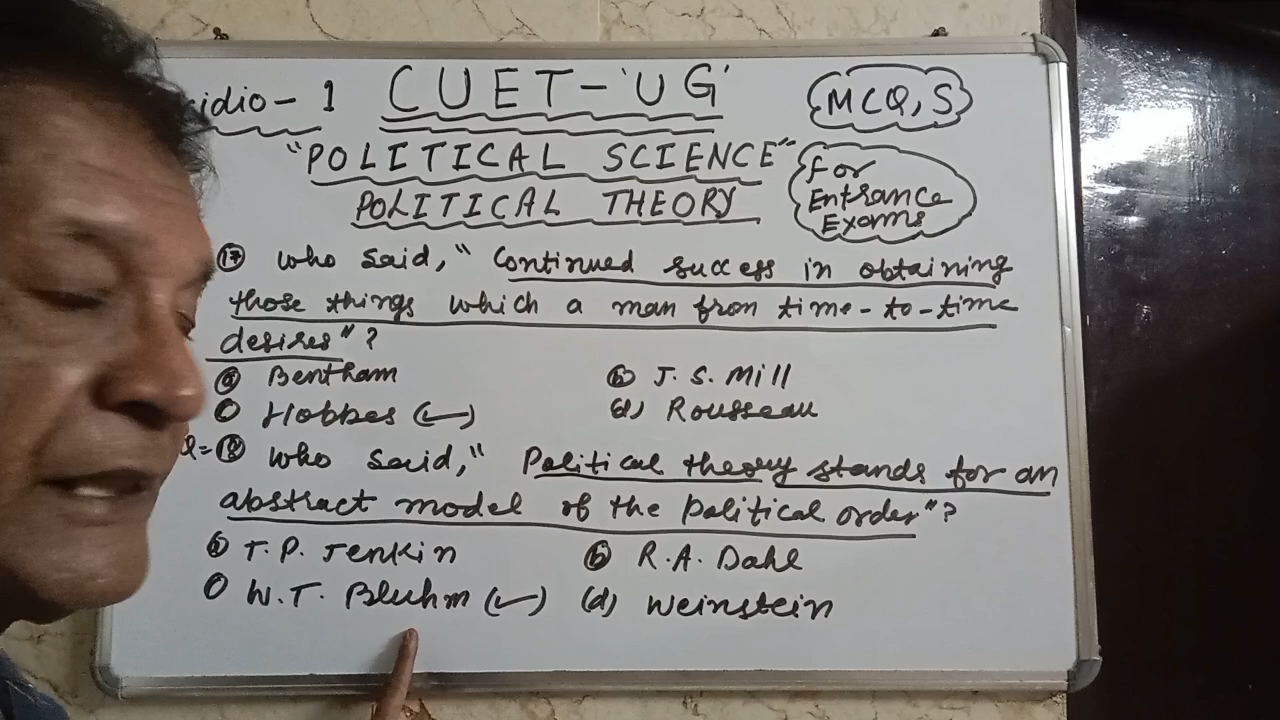 idio - 1 CUET - 'UG' MCQ,S
"POLITICAL SCIENCE"
POLITICAL THEORY
For
Entrance
Exams
17 Who Said, " Continued success in obtaining
those things which a man from time-to-time
desires" ?
(a) Bentham (b) J. S. Mill
Hobbes (✓) (d) Rousseau
Q = 18 Who Said, " Political theory stands for an
abstract model of the Political order" ?
(a) T. P. Jenkin (b) R.A. Dahl
W.T. Bluhm (✓) (d) Weinstein